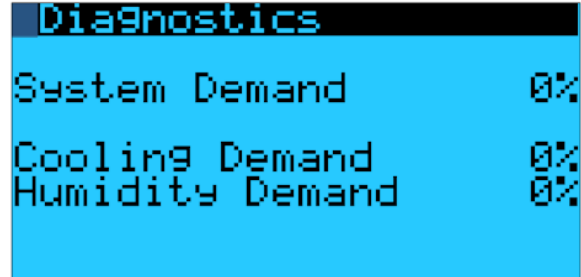 Diagnostics
System Demand 0%
Cooling Demand 0%
Humidity Demand 0%